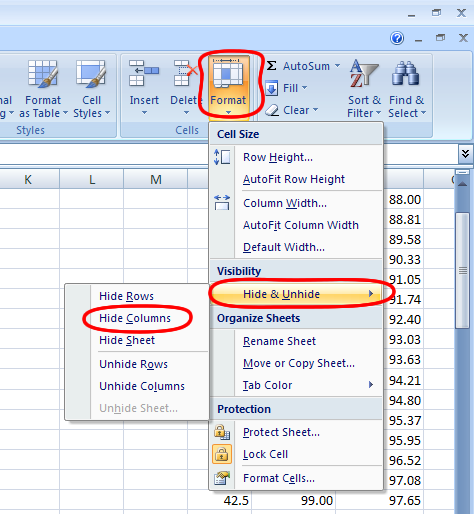 AutoSum
Fill
Clear
Format
as Table
Cell
Styles
Insert
Delete
Format
Sort &
Filter
Find &
Select
Styles
Cells
K L M
Cell Size
Row Height...
AutoFit Row Height
Column Width...
AutoFit Column Width
Default Width...
Visibility
Hide & Unhide
Organize Sheets
Rename Sheet
Move or Copy Sheet...
Tab Color
Protection
Protect Sheet...
Lock Cell
Format Cells...
Hide Rows
Hide Columns
Hide Sheet
Unhide Rows
Unhide Columns
Unhide Sheet...
88.00
88.81
89.58
90.33
91.05
91.74
92.40
93.03
93.63
94.21
94.80
95.37
95.95
96.52
97.08
42.5 99.00 97.65